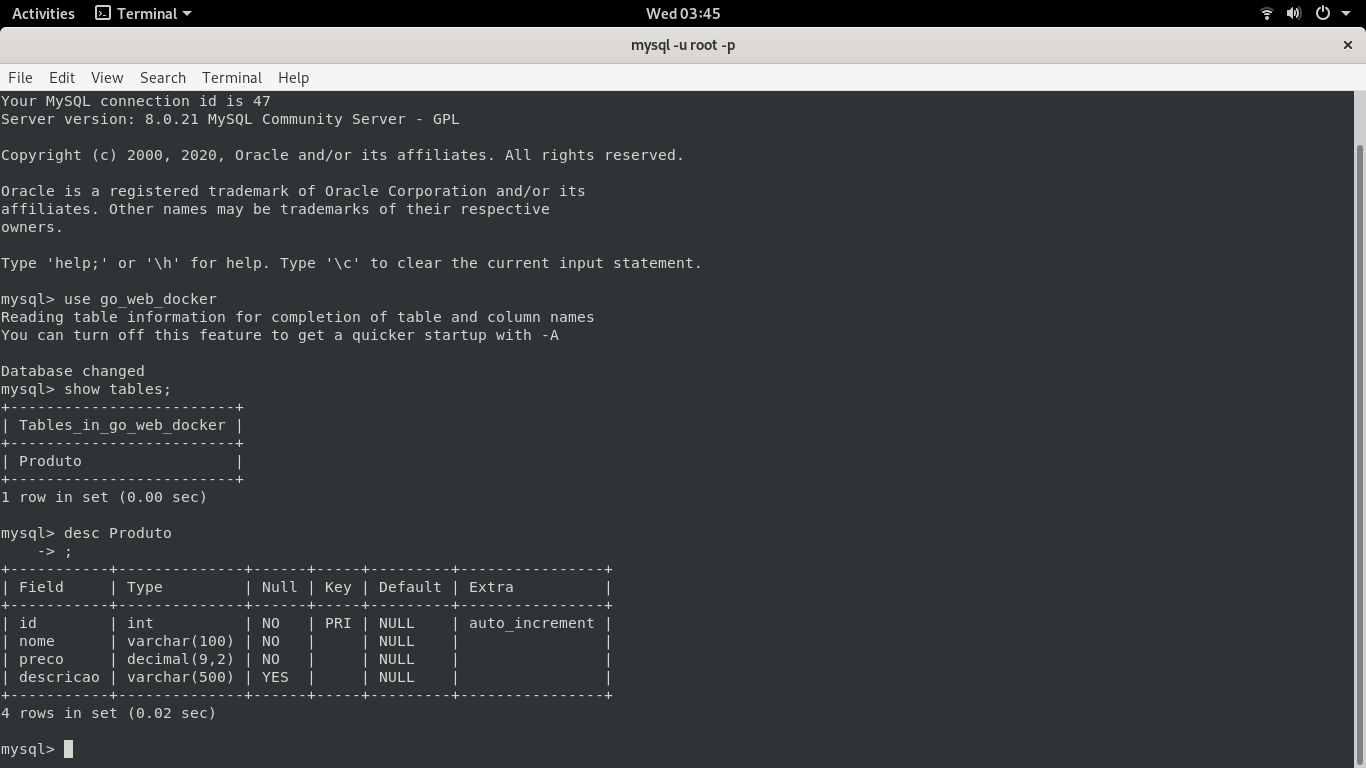 Activities Terminal Wed 03:45
mysql -u root -p ×
File Edit View Search Terminal Help
Your MySQL connection id is 47
Server version: 8.0.21 MySQL Community Server - GPL

Copyright (c) 2000, 2020, Oracle and/or its affiliates. All rights reserved.

Oracle is a registered trademark of Oracle Corporation and/or its
affiliates. Other names may be trademarks of their respective
owners.

Type 'help;' or '\h' for help. Type '\c' to clear the current input statement.

mysql> use go_web_docker
Reading table information for completion of table and column names
You can turn off this feature to get a quicker startup with -A

Database changed
mysql> show tables;
+-------------------------+
| Tables_in_go_web_docker |
+-------------------------+
| Produto                 |
+-------------------------+
1 row in set (0.00 sec)

mysql> desc Produto
    -> ;
+-----------+--------------+------+-----+---------+----------------+
| Field     | Type         | Null | Key | Default | Extra          |
+-----------+--------------+------+-----+---------+----------------+
| id        | int          | NO   | PRI | NULL    | auto_increment |
| nome      | varchar(100) | NO   |     | NULL    |                |
| preco     | decimal(9,2) | NO   |     | NULL    |                |
| descricao | varchar(500) | YES  |     | NULL    |                |
+-----------+--------------+------+-----+---------+----------------+
4 rows in set (0.02 sec)

mysql>